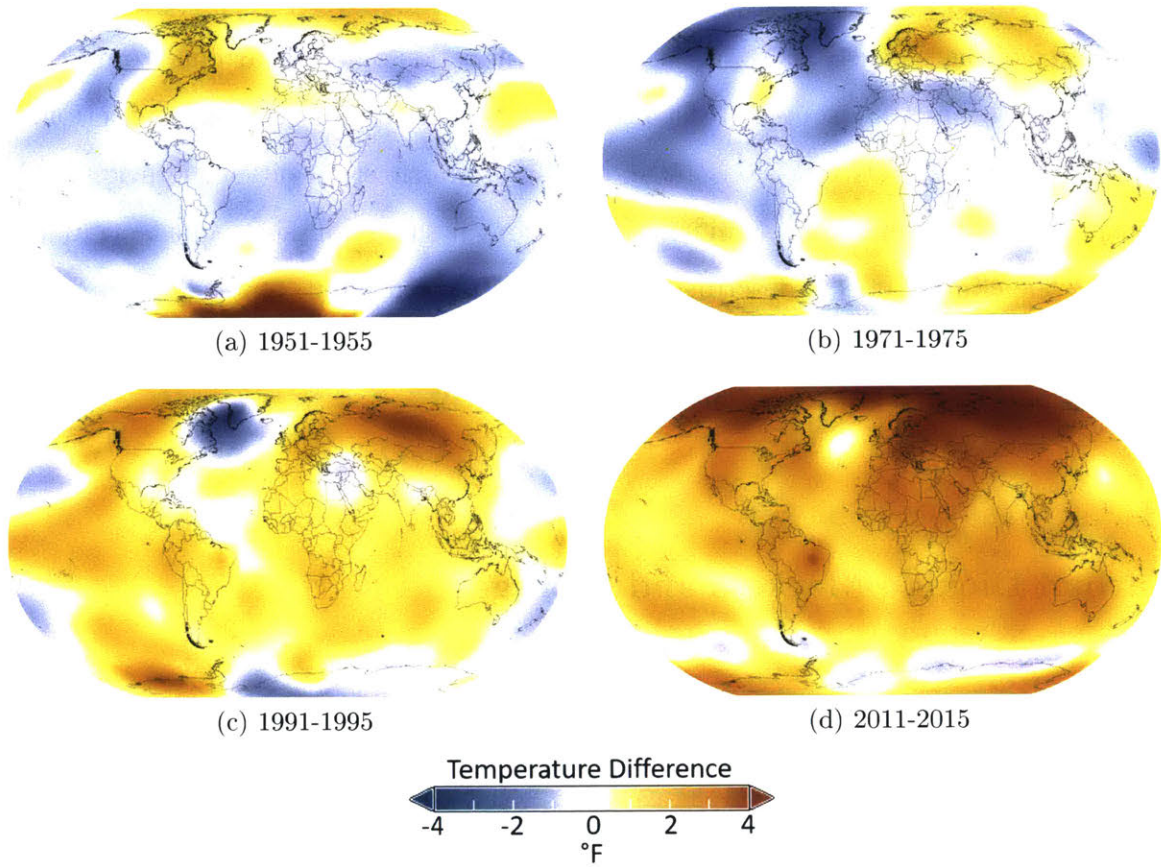 (a) 1951-1955
(b) 1971-1975
(c) 1991-1995
(d) 2011-2015
Temperature Difference
-4 -2 0 2 4
°F